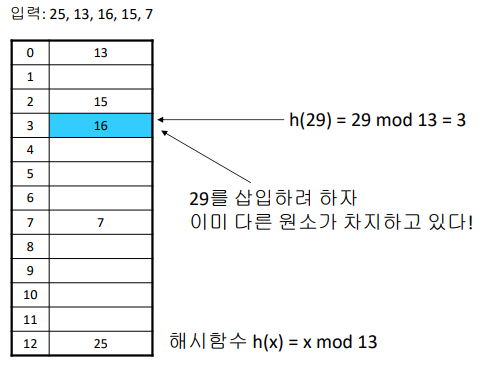 입력: 25, 13, 16, 15, 7
0 13
1
2 15
3 16
h(29) = 29 mod 13 = 3
4
5
6
29를 삽입하려 하자
이미 다른 원소가 차지하고 있다!
7 7
8
9
10
11
12 25
해시함수 h(x) = x mod 13